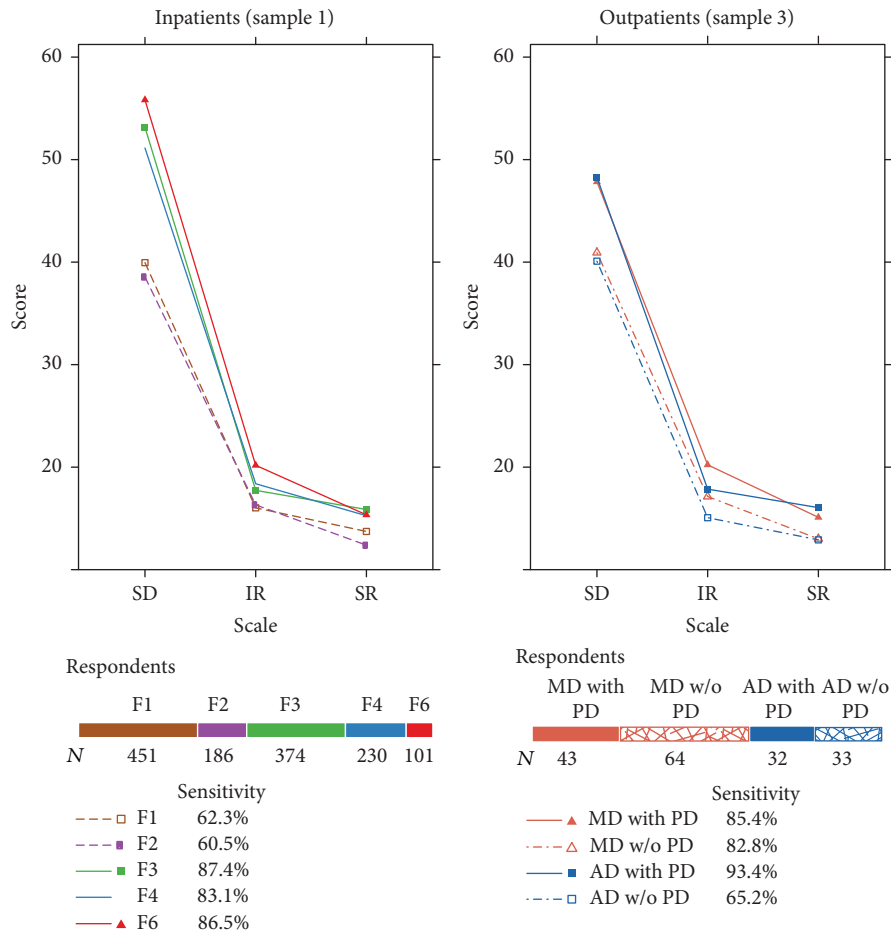 Inpatients (sample 1)
60
50
40
30
20
Score
SD IR SR
Scale
Respondents
F1 F2 F3 F4 F6
N 451 186 374 230 101
Sensitivity
F1 62.3%
F2 60.5%
F3 87.4%
F4 83.1%
F6 86.5%
Outpatients (sample 3)
60
50
40
30
20
Score
SD IR SR
Scale
Respondents
MD with MD w/o AD with AD w/o
PD PD PD PD
N 43 64 32 33
Sensitivity
MD with PD 85.4%
MD w/o PD 82.8%
AD with PD 93.4%
AD w/o PD 65.2%